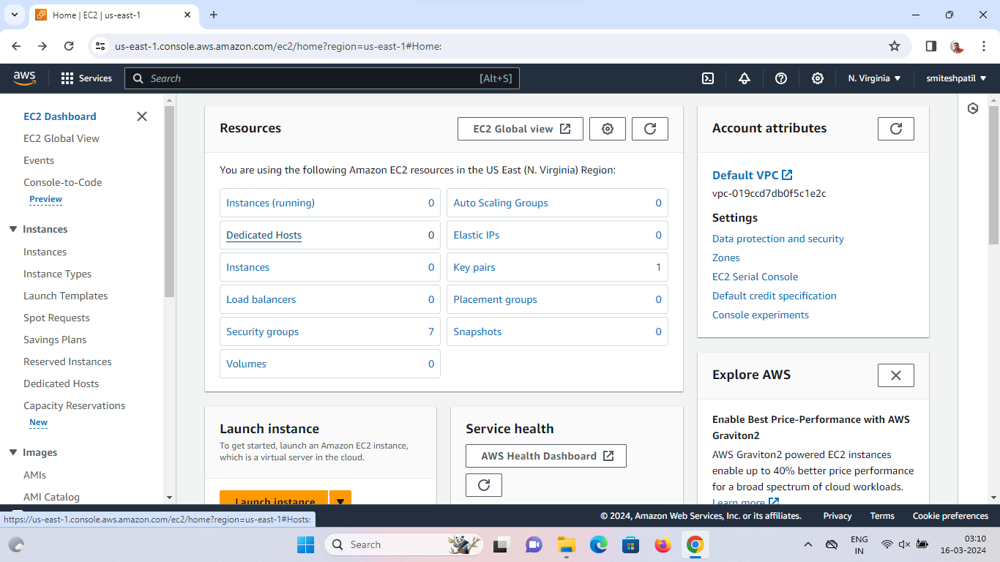 Home | EC2 | us-east-1
us-east-1.console.aws.amazon.com/ec2/home?region=us-east-1#Home:
aws
Services
Search
[Alt+S]
N. Virginia
smiteshpatil
EC2 Dashboard
EC2 Global View
Events
Console-to-Code
Preview
Instances
Instances
Instance Types
Launch Templates
Spot Requests
Savings Plans
Reserved Instances
Dedicated Hosts
Capacity Reservations
New
Images
AMIs
AMI Catalog
Resources
EC2 Global view
You are using the following Amazon EC2 resources in the US East (N. Virginia) Region:
Instances (running) 0
Auto Scaling Groups 0
Dedicated Hosts 0
Elastic IPs 0
Instances 0
Key pairs 1
Load balancers 0
Placement groups 0
Security groups 7
Snapshots 0
Volumes 0
Launch instance
To get started, launch an Amazon EC2 instance,
which is a virtual server in the cloud.
Launch instance
Service health
AWS Health Dashboard
Account attributes
Default VPC
vpc-019ccd7db0f5c1e2c
Settings
Data protection and security
Zones
EC2 Serial Console
Default credit specification
Console experiments
Explore AWS
Enable Best Price-Performance with AWS
Graviton2
AWS Graviton2 powered EC2 instances
enable up to 40% better price performance
for a broad spectrum of cloud workloads.
Learn more
https://us-east-1.console.aws.amazon.com/ec2/home?region=us-east-1#Hosts:
© 2024, Amazon Web Services, Inc. or its affiliates.
Privacy
Terms
Cookie preferences
Search
ENG
IN
03:10
16-03-2024